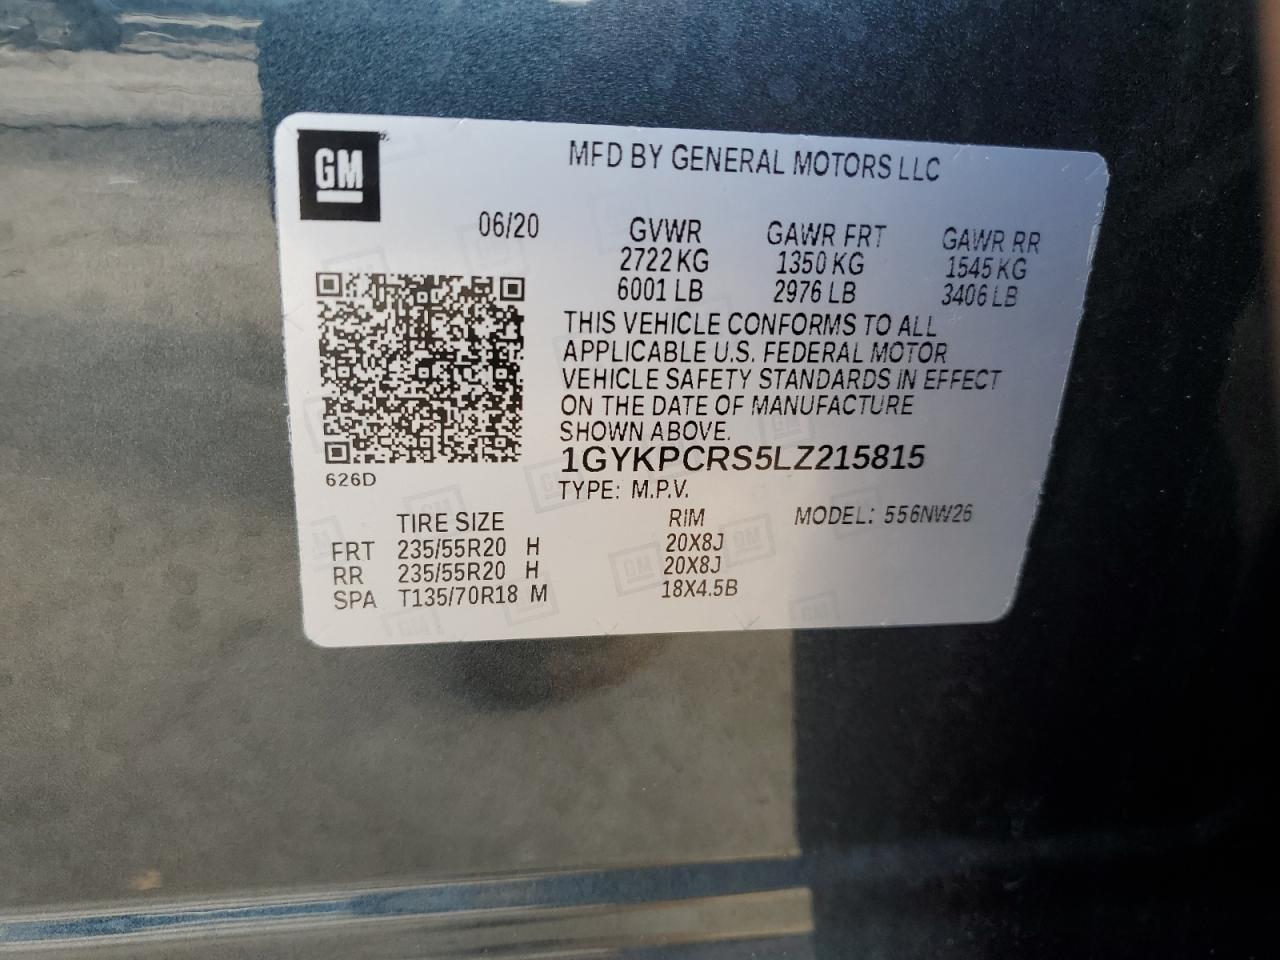 GM
MFD BY GENERAL MOTORS LLC
06/20 GVWR GAWR FRT GAWR RR
2722 KG 1350 KG 1545 KG
6001 LB 2976 LB 3406 LB
THIS VEHICLE CONFORMS TO ALL
APPLICABLE U.S. FEDERAL MOTOR
VEHICLE SAFETY STANDARDS IN EFFECT
ON THE DATE OF MANUFACTURE
SHOWN ABOVE.
1GYKPCRS5LZ215815
626D
TYPE: M.P.V.
TIRE SIZE RIM MODEL: 556NW26
FRT 235/55R20 H 20X8J
RR 235/55R20 H 20X8J
SPA T135/70R18 M 18X4.5B